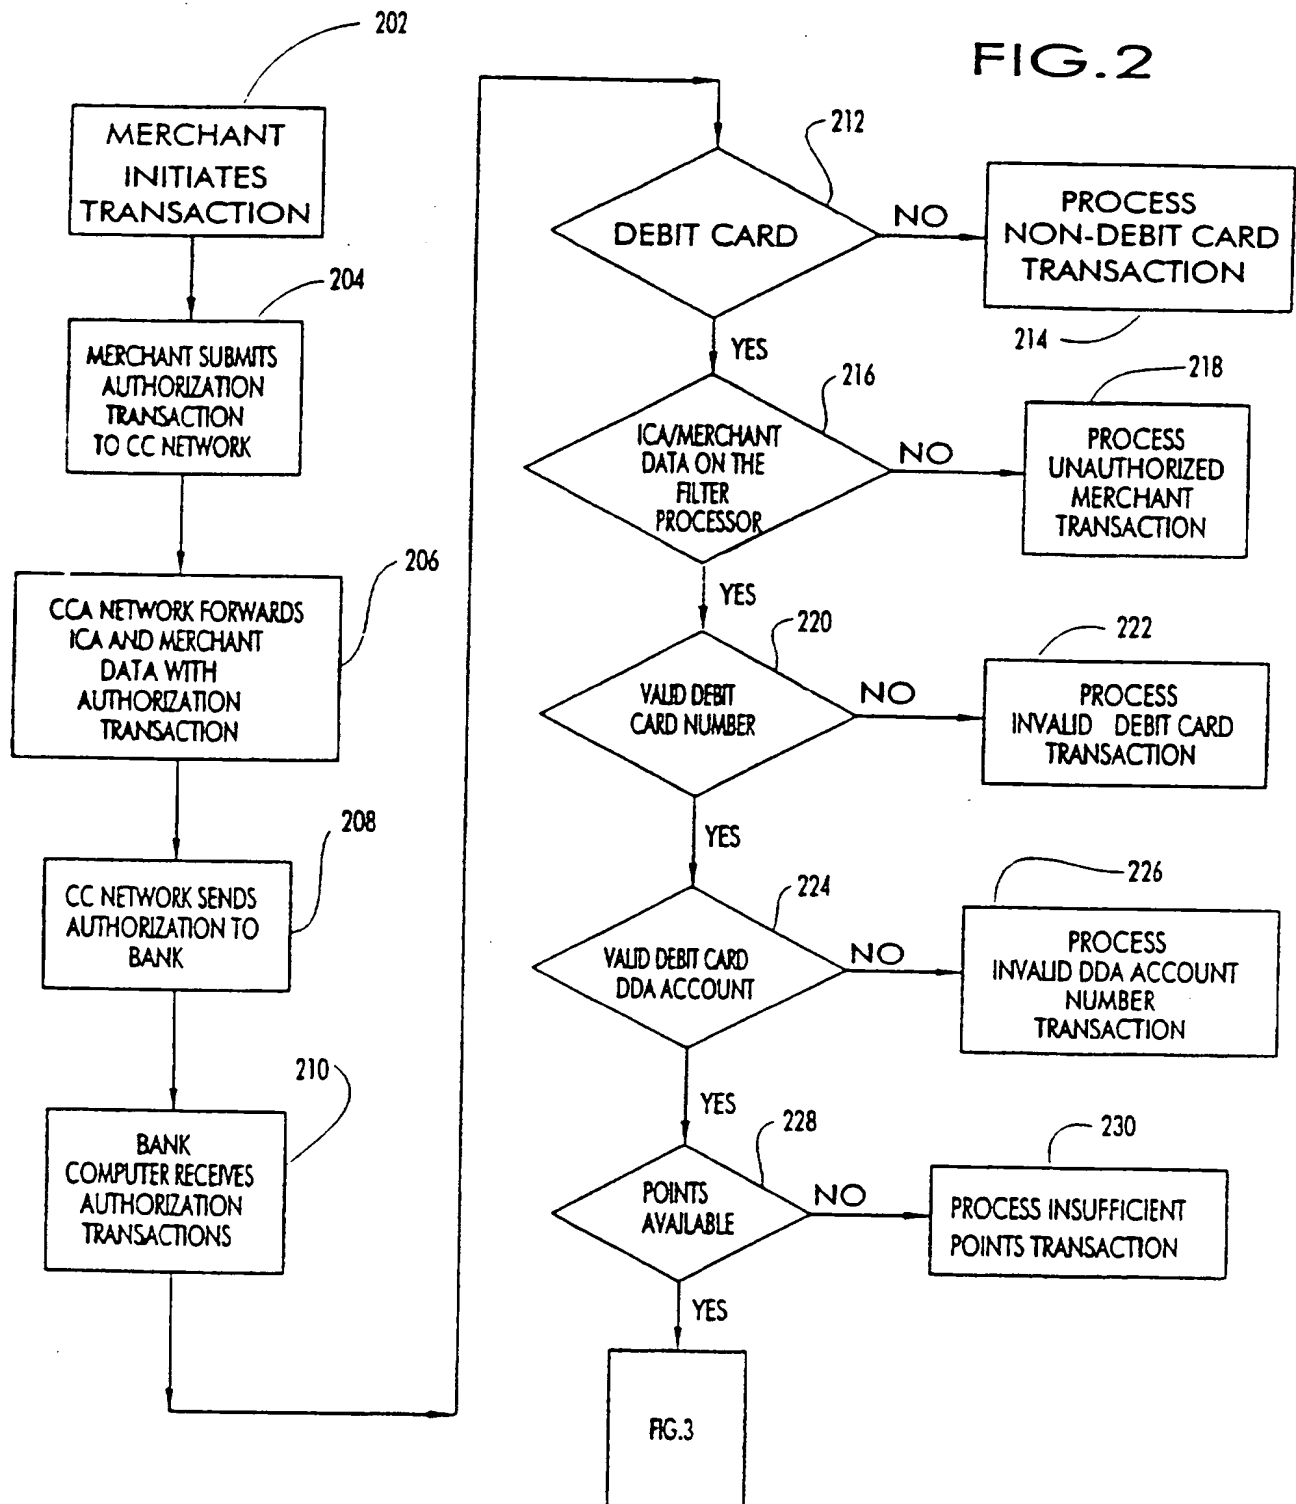 FIG.2
202
MERCHANT
INITIATES
TRANSACTION
204
MERCHANT SUBMITS
AUTHORIZATION
TRANSACTION
TO CC NETWORK
206
CCA NETWORK FORWARDS
ICA AND MERCHANT
DATA WITH
AUTHORIZATION
TRANSACTION
208
CC NETWORK SENDS
AUTHORIZATION TO
BANK
210
BANK
COMPUTER RECEIVES
AUTHORIZATION
TRANSACTIONS
212
DEBIT CARD
NO
PROCESS
NON-DEBIT CARD
TRANSACTION
214
YES
216
ICA/MERCHANT
DATA ON THE
FILTER
PROCESSOR
NO
218
PROCESS
UNAUTHORIZED
MERCHANT
TRANSACTION
YES
220
VALID DEBIT
CARD NUMBER
NO
222
PROCESS
INVALID DEBIT CARD
TRANSACTION
YES
224
VALID DEBIT CARD
DDA ACCOUNT
NO
226
PROCESS
INVALID DDA ACCOUNT
NUMBER
TRANSACTION
YES
228
POINTS
AVAILABLE
NO
230
PROCESS INSUFFICIENT
POINTS TRANSACTION
YES
FIG.3